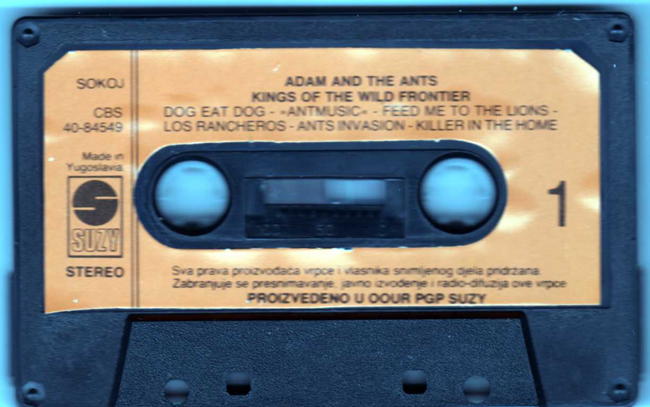 ADAM AND THE ANTS
KINGS OF THE WILD FRONTIER
DOG EAT DOG - »ANTMUSIC« - FEED ME TO THE LIONS -
LOS RANCHEROS - ANTS INVASION - KILLER IN THE HOME
SOKOJ
CBS
40-84549
Made in
Yugoslavia
SUZY
STEREO
1
Sva prava proizvođača vrpce i vlasnika snimljenog djela pridržana.
Zabranjuje se presnimavanje, javno izvođenje i radio-difuzija ove vrpce
PROIZVEDENO U OOUR PGP SUZY